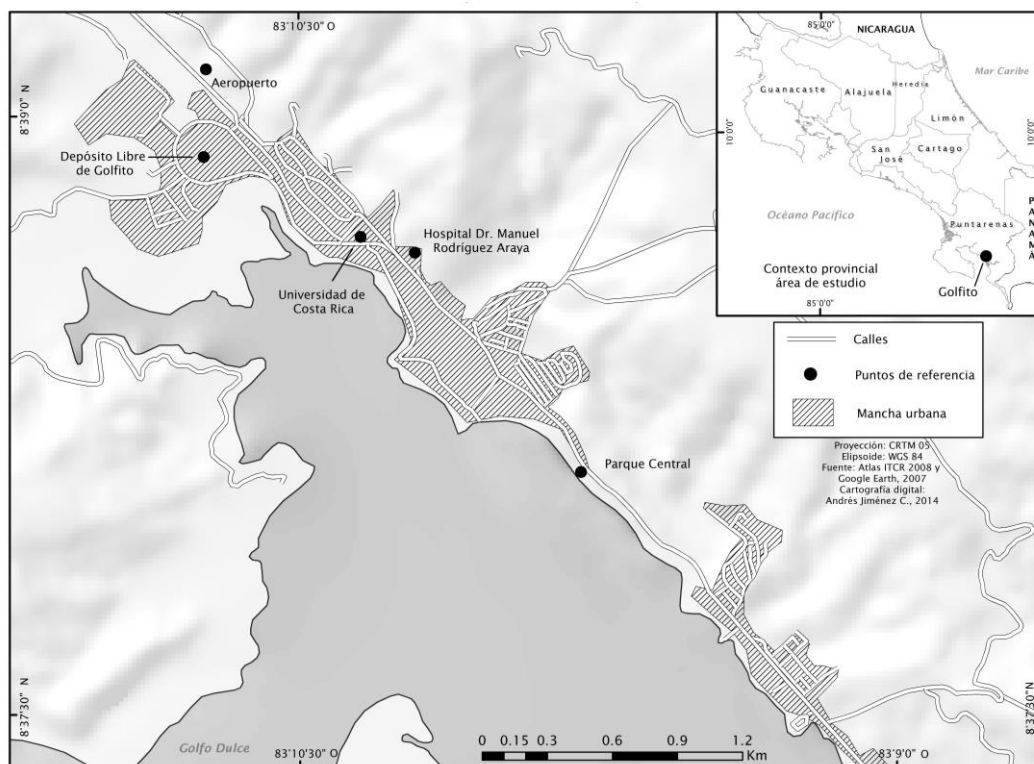 83°10'30" O
8°39'0" N
Aeropuerto
Depósito Libre
de Golfito
Hospital Dr. Manuel
Rodríguez Araya
Universidad de
Costa Rica
Parque Central
Golfo Dulce
8°37'30" N
83°10'30" O
0 0.15 0.3 0.6 0.9 1.2
Km
83°9'0" O
8°37'30" N
85°0'0"
NICARAGUA
Mar Caribe
Guanacaste
Alajuela
Heredia
Limón
10°0'0"
10°0'0"
San
José
Cartago
Océano Pacífico
Puntarenas
PANAMÁ
Contexto provincial
área de estudio
Golfito
85°0'0"
Calles
Puntos de referencia
Mancha urbana
Proyección: CRTM 05
Elipsoide: WGS 84
Fuente: Atlas ITCR 2008 y
Google Earth, 2007
Cartografía digital:
Andrés Jiménez C., 2014